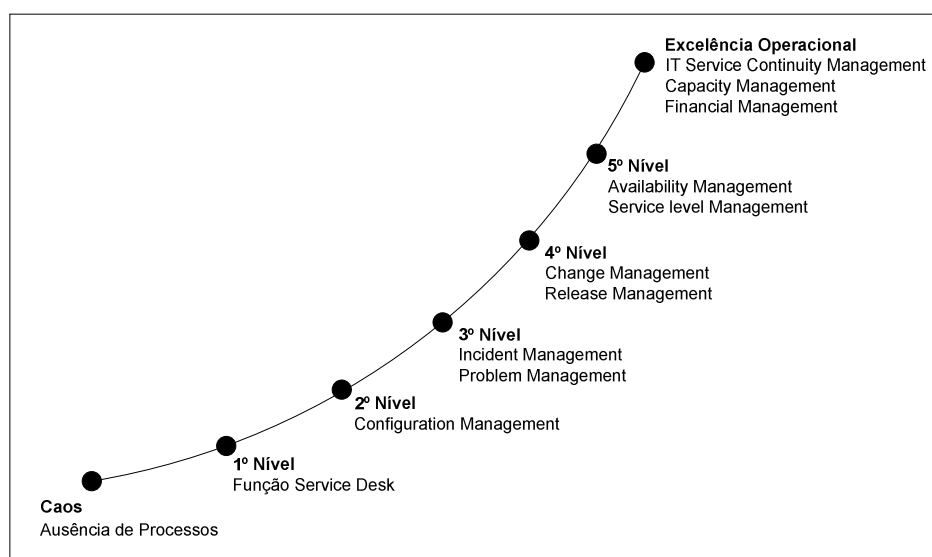 Excelência Operacional
IT Service Continuity Management
Capacity Management
Financial Management
5º Nível
Availability Management
Service level Management
4º Nível
Change Management
Release Management
3º Nível
Incident Management
Problem Management
2º Nível
Configuration Management
1º Nível
Função Service Desk
Caos
Ausência de Processos